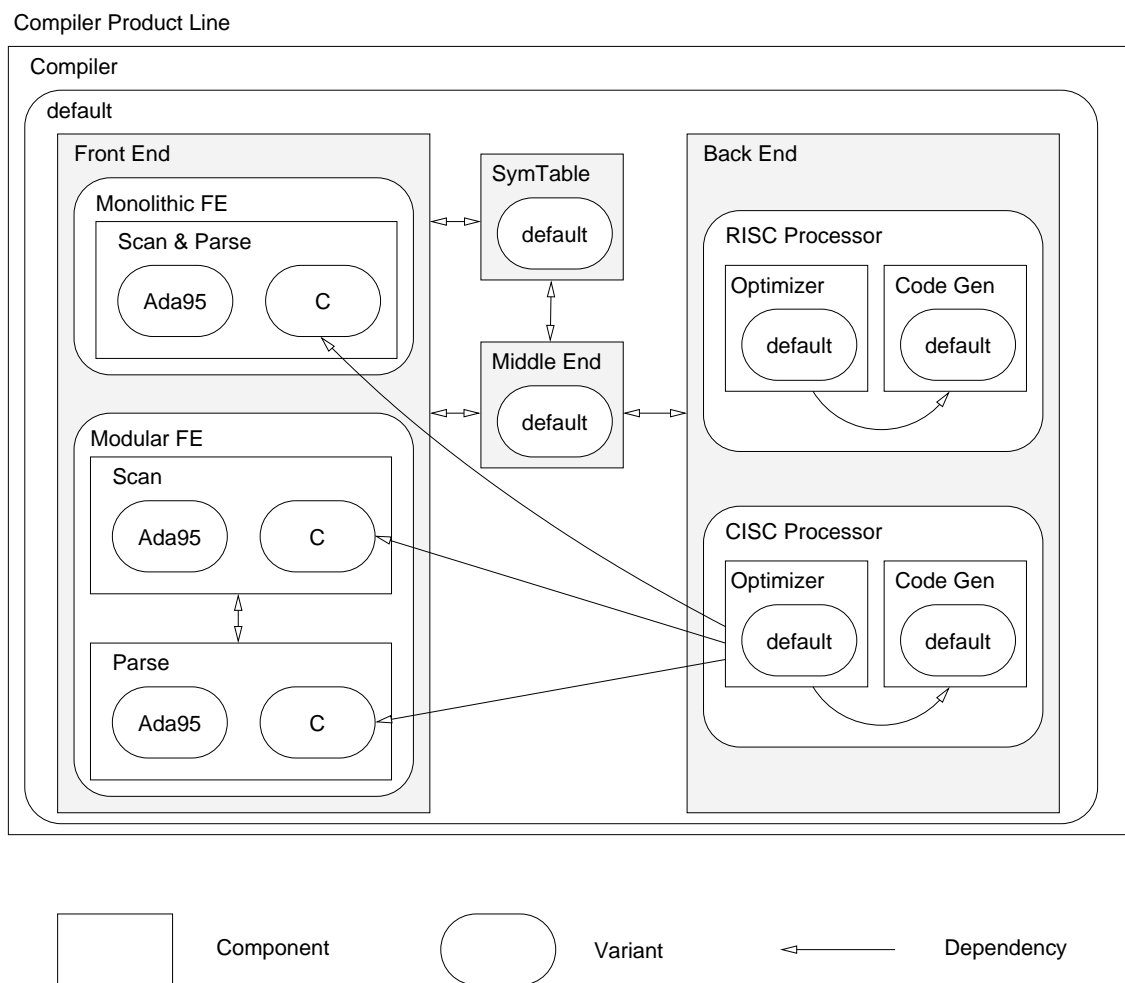 Compiler Product Line
Compiler
default
Front End
Monolithic FE
Scan & Parse
Ada95
C
Modular FE
Scan
Ada95
C
Parse
Ada95
C
SymTable
default
Middle End
default
Back End
RISC Processor
Optimizer
default
Code Gen
default
CISC Processor
Optimizer
default
Code Gen
default
Component
Variant
Dependency